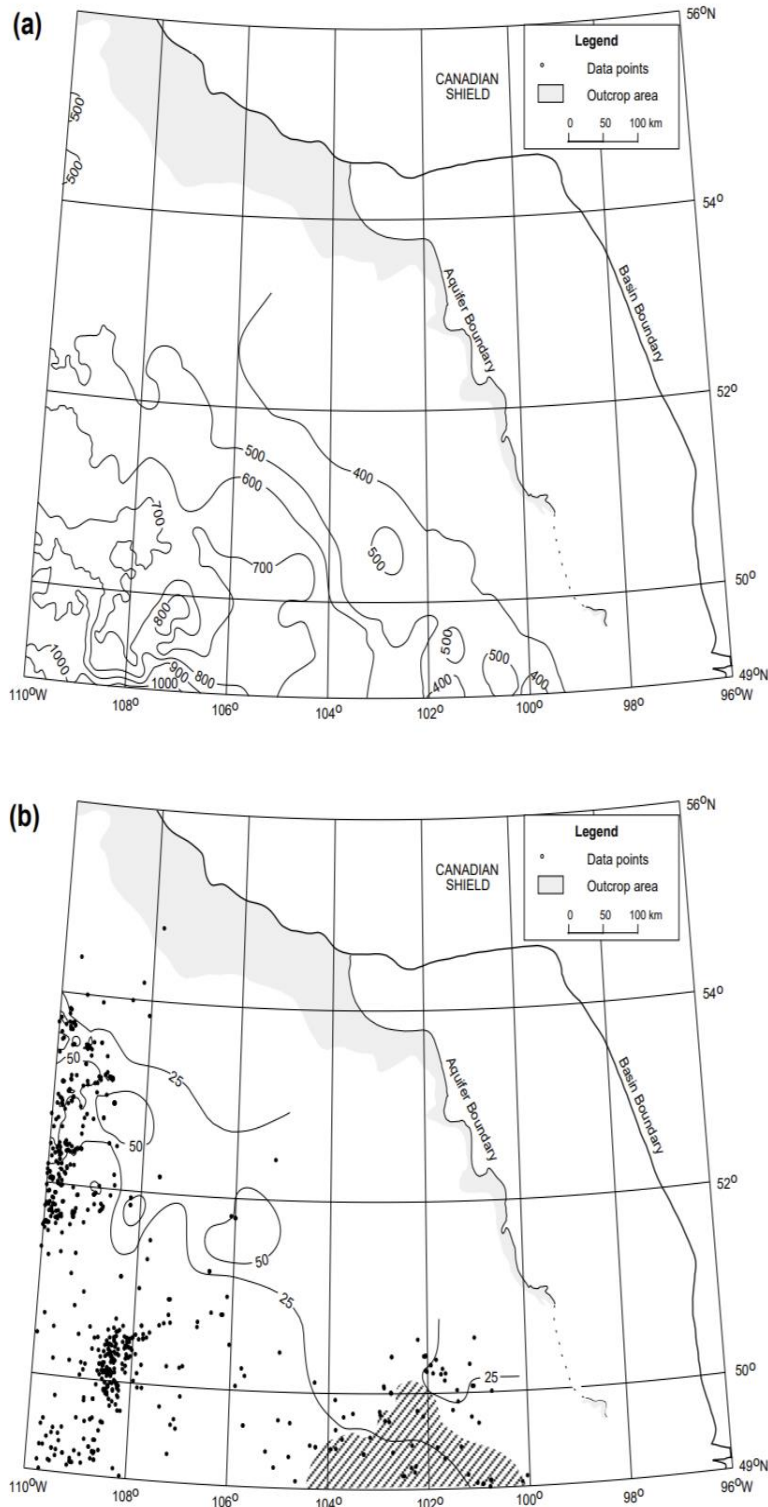 (a)
56°N
Legend
Data points
Outcrop area
0 50 100 km
CANADIAN
SHIELD
500
500
54°
Aquifer Boundary
Basin Boundary
52°
500
400
600
700
700
500
50°
800
500
500
1000
900
800
400
400
1000
49°N
110°W
108°
106°
104°
102°
100°
98°
96°W
(b)
56°N
Legend
Data points
Outcrop area
0 50 100 km
CANADIAN
SHIELD
54°
50
25
Aquifer Boundary
Basin Boundary
50
52°
50
25
25
50°
49°N
110°W
108°
106°
104°
102°
100°
98°
96°W